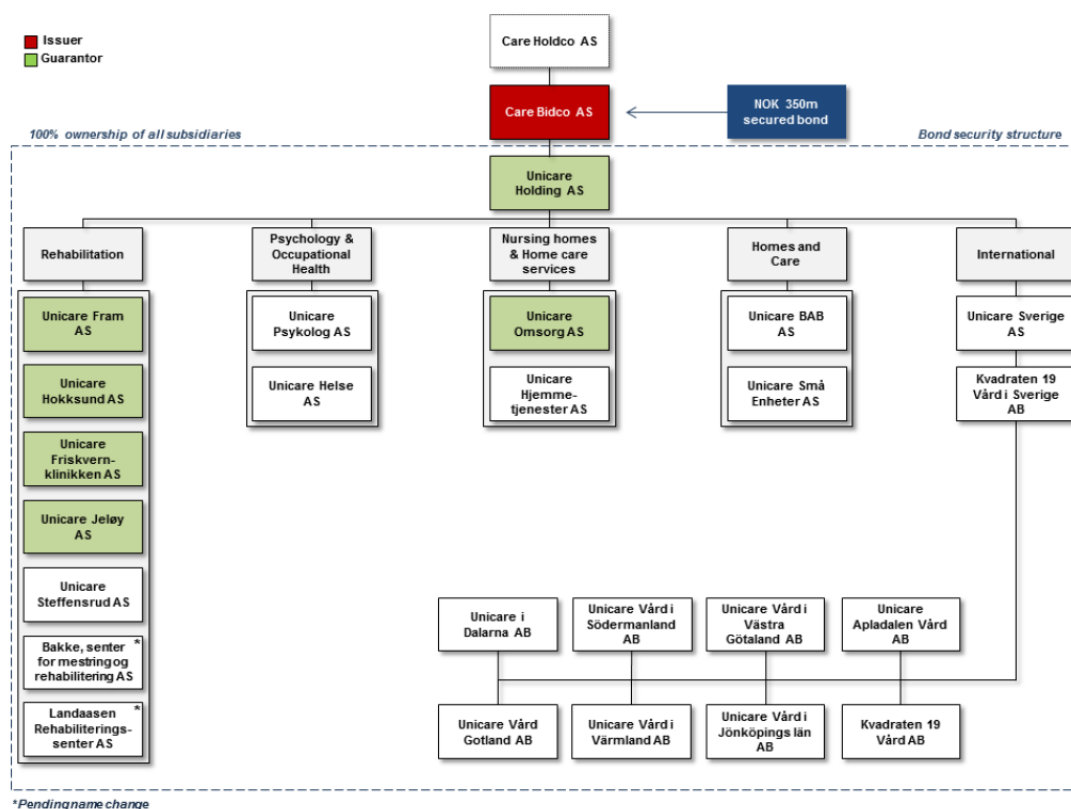 Care Holdco AS
Issuer
Guarantor
Care Bidco AS
NOK 350m
secured bond
100% ownership of all subsidiaries
Bond security structure
Unicare
Holding AS
Rehabilitation
Psychology &
Occupational
Health
Nursing homes
& Home care
services
Homes and
Care
International
Unicare Fram
AS
Unicare
Hokksund AS
Unicare
Friskvern-
klinikken AS
Unicare Jeløy
AS
Unicare
Steffensrud AS
Bakke, senter *
for mestring og
rehabilitering AS
Landaasen *
Rehabiliterings-
senter AS
Unicare
Psykolog AS
Unicare Helse
AS
Unicare
Omsorg AS
Unicare
Hjemme-
tjenester AS
Unicare BAB
AS
Unicare Små
Enheter AS
Unicare Sverige
AS
Kvadraten 19
Vård i Sverige
AB
Unicare i
Dalarna AB
Unicare Vård i
Södermanland
AB
Unicare Vård i
Västra
Götaland AB
Unicare
Apladalen Vård
AB
Unicare Vård
Gotland AB
Unicare Vård i
Värmland AB
Unicare Vård i
Jönköpings län
AB
Kvadraten 19
Vård AB
*Pending name change